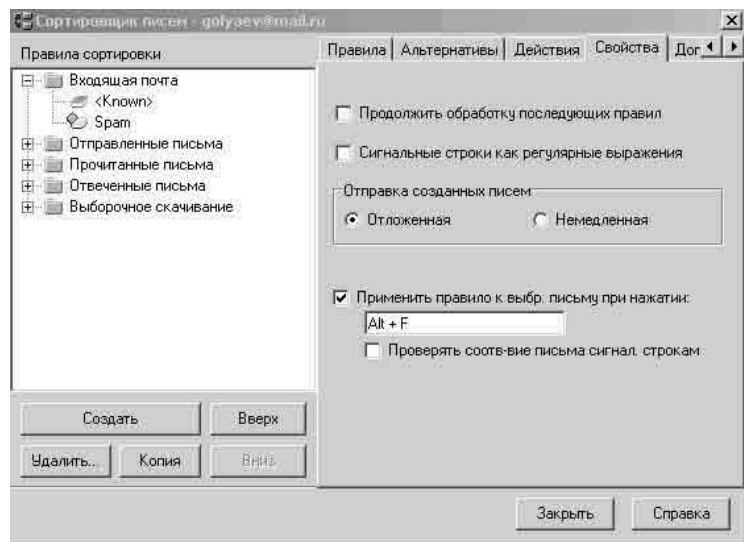 Сортировщик писем - golyaev@mail.ru
Правила сортировки
Входящая почта
<Known>
Spam
Отправленные письма
Прочитанные письма
Отвеченные письма
Выборочное скачивание
Создать
Вверх
Удалить...
Копия
Вниз
Правила
Альтернативы
Действия
Свойства
Дог
Продолжить обработку последующих правил
Сигнальные строки как регулярные выражения
Отправка созданных писем
Отложенная
Немедленная
Применить правило к выбр. письму при нажатии:
Alt + F
Проверять соотв-вие письма сигнал. строкам
Закрыть
Справка